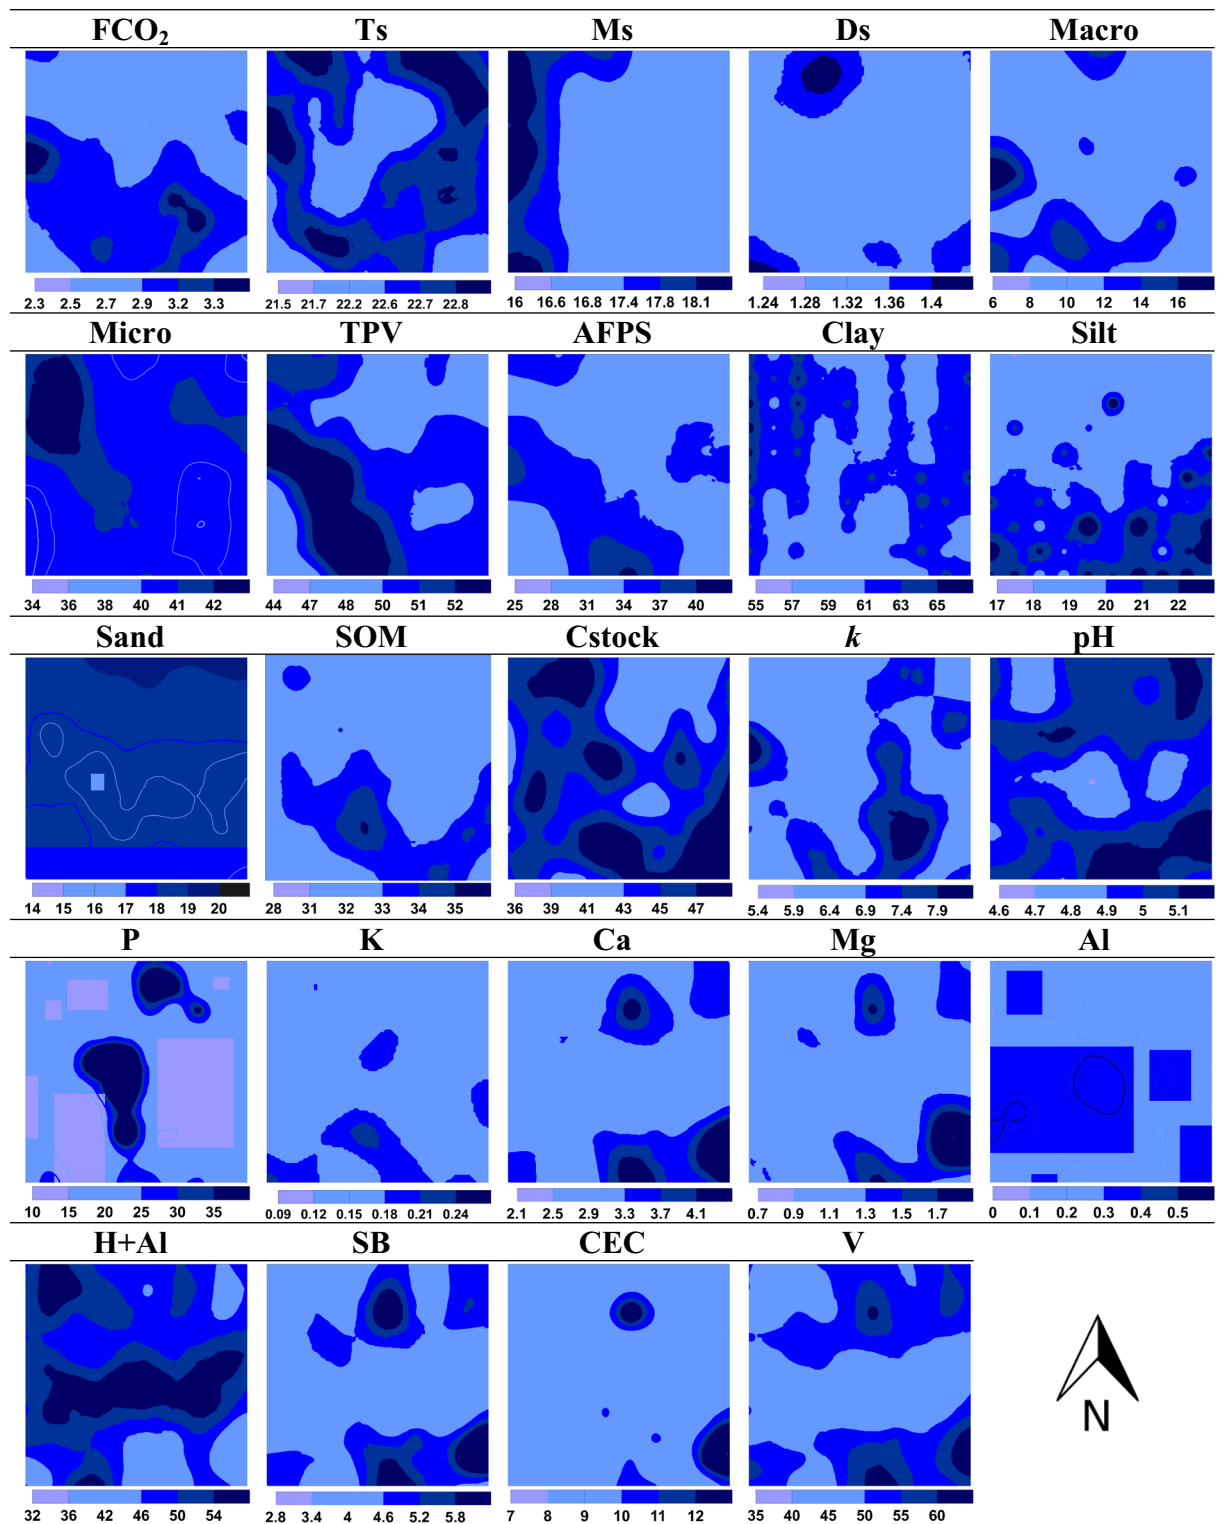 FCO₂ Ts Ms Ds Macro
2.3 2.5 2.7 2.9 3.2 3.3 21.5 21.7 22.2 22.6 22.7 22.8 16 16.6 16.8 17.4 17.8 18.1 1.24 1.28 1.32 1.36 1.4 6 8 10 12 14 16
Micro TPV AFPS Clay Silt
34 36 38 40 41 42 44 47 48 50 51 52 25 28 31 34 37 40 55 57 59 61 63 65 17 18 19 20 21 22
Sand SOM Cstock k pH
14 15 16 17 18 19 20 28 31 32 33 34 35 36 39 41 43 45 47 5.4 5.9 6.4 6.9 7.4 7.9 4.6 4.7 4.8 4.9 5 5.1
P K Ca Mg Al
10 15 20 25 30 35 0.09 0.12 0.15 0.18 0.21 0.24 2.1 2.5 2.9 3.3 3.7 4.1 0.7 0.9 1.1 1.3 1.5 1.7 0 0.1 0.2 0.3 0.4 0.5
H+Al SB CEC V
N
32 36 42 46 50 54 2.8 3.4 4 4.6 5.2 5.8 7 8 9 10 11 12 35 40 45 50 55 60